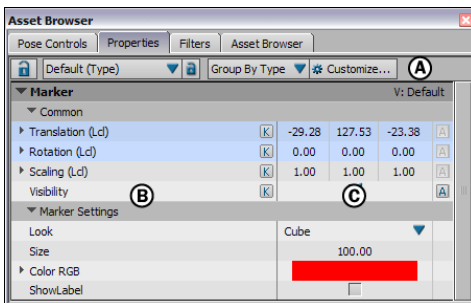 Asset Browser
Pose Controls Properties Filters Asset Browser
Default (Type) Group By Type Customize... A
Marker V: Default
Common
Translation (Lcl) K -29.28 127.53 -23.38 A
Rotation (Lcl) K 0.00 0.00 0.00 A
Scaling (Lcl) K 1.00 1.00 1.00 A
Visibility K A
B C
Marker Settings
Look Cube
Size 100.00
Color RGB
ShowLabel